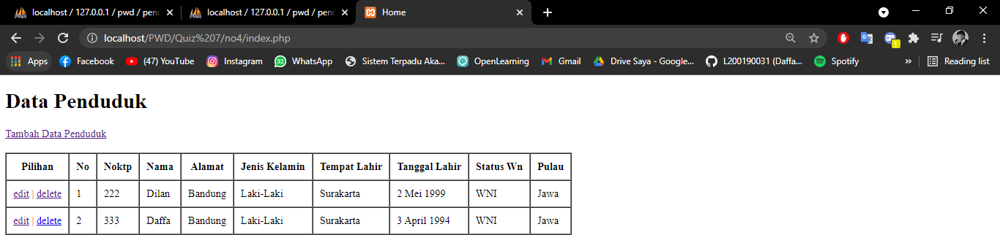 localhost / 127.0.0.1 / pwd / pend
localhost / 127.0.0.1 / pwd / pend
Home
localhost/PWD/Quiz%207/no4/index.php
Apps Facebook (47) YouTube Instagram 32 WhatsApp Sistem Terpadu Aka... OpenLearning Gmail Drive Saya - Google... L200190031 (Daffa... Spotify » Reading list
Data Penduduk
Tambah Data Penduduk
Pilihan No Noktp Nama Alamat Jenis Kelamin Tempat Lahir Tanggal Lahir Status Wn Pulau
edit | delete 1 222 Dilan Bandung Laki-Laki Surakarta 2 Mei 1999 WNI Jawa
edit | delete 2 333 Daffa Bandung Laki-Laki Surakarta 3 April 1994 WNI Jawa